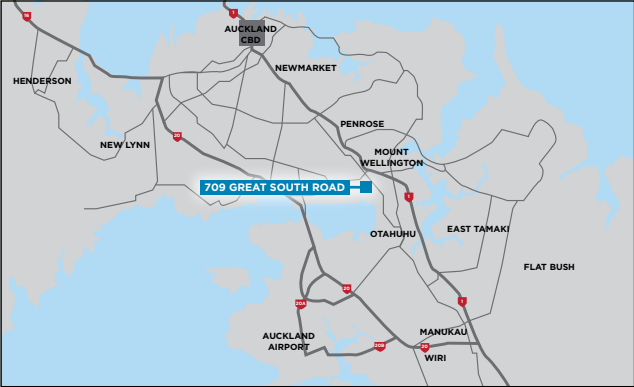 16
1
AUCKLAND
CBD
NEWMARKET
HENDERSON
PENROSE
20
NEW LYNN
MOUNT
WELLINGTON
709 GREAT SOUTH ROAD
1
OTAHUHU
EAST TAMAKI
FLAT BUSH
20
20A
1
AUCKLAND
AIRPORT
MANUKAU
20B
20
WIRI